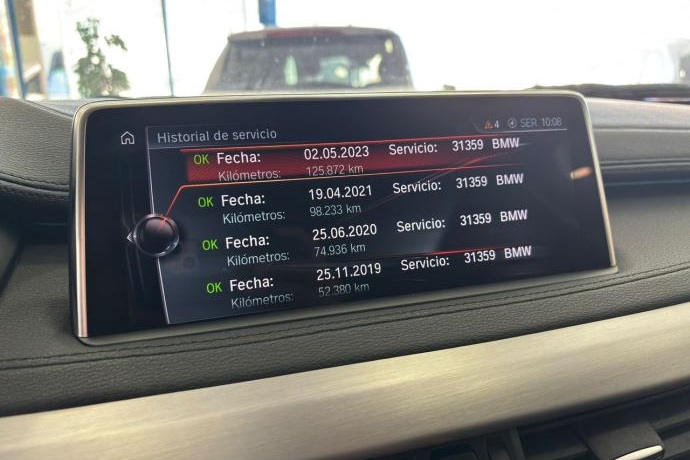 Historial de servicio
4 SER 10:08
OK Fecha: 02.05.2023 Servicio: 31359 BMW
Kilómetros: 125.872 km
OK Fecha: 19.04.2021 Servicio: 31359 BMW
Kilómetros: 98.233 km
OK Fecha: 25.06.2020 Servicio: 31359 BMW
Kilómetros: 74.936 km
OK Fecha: 25.11.2019 Servicio: 31359 BMW
Kilómetros: 52.380 km